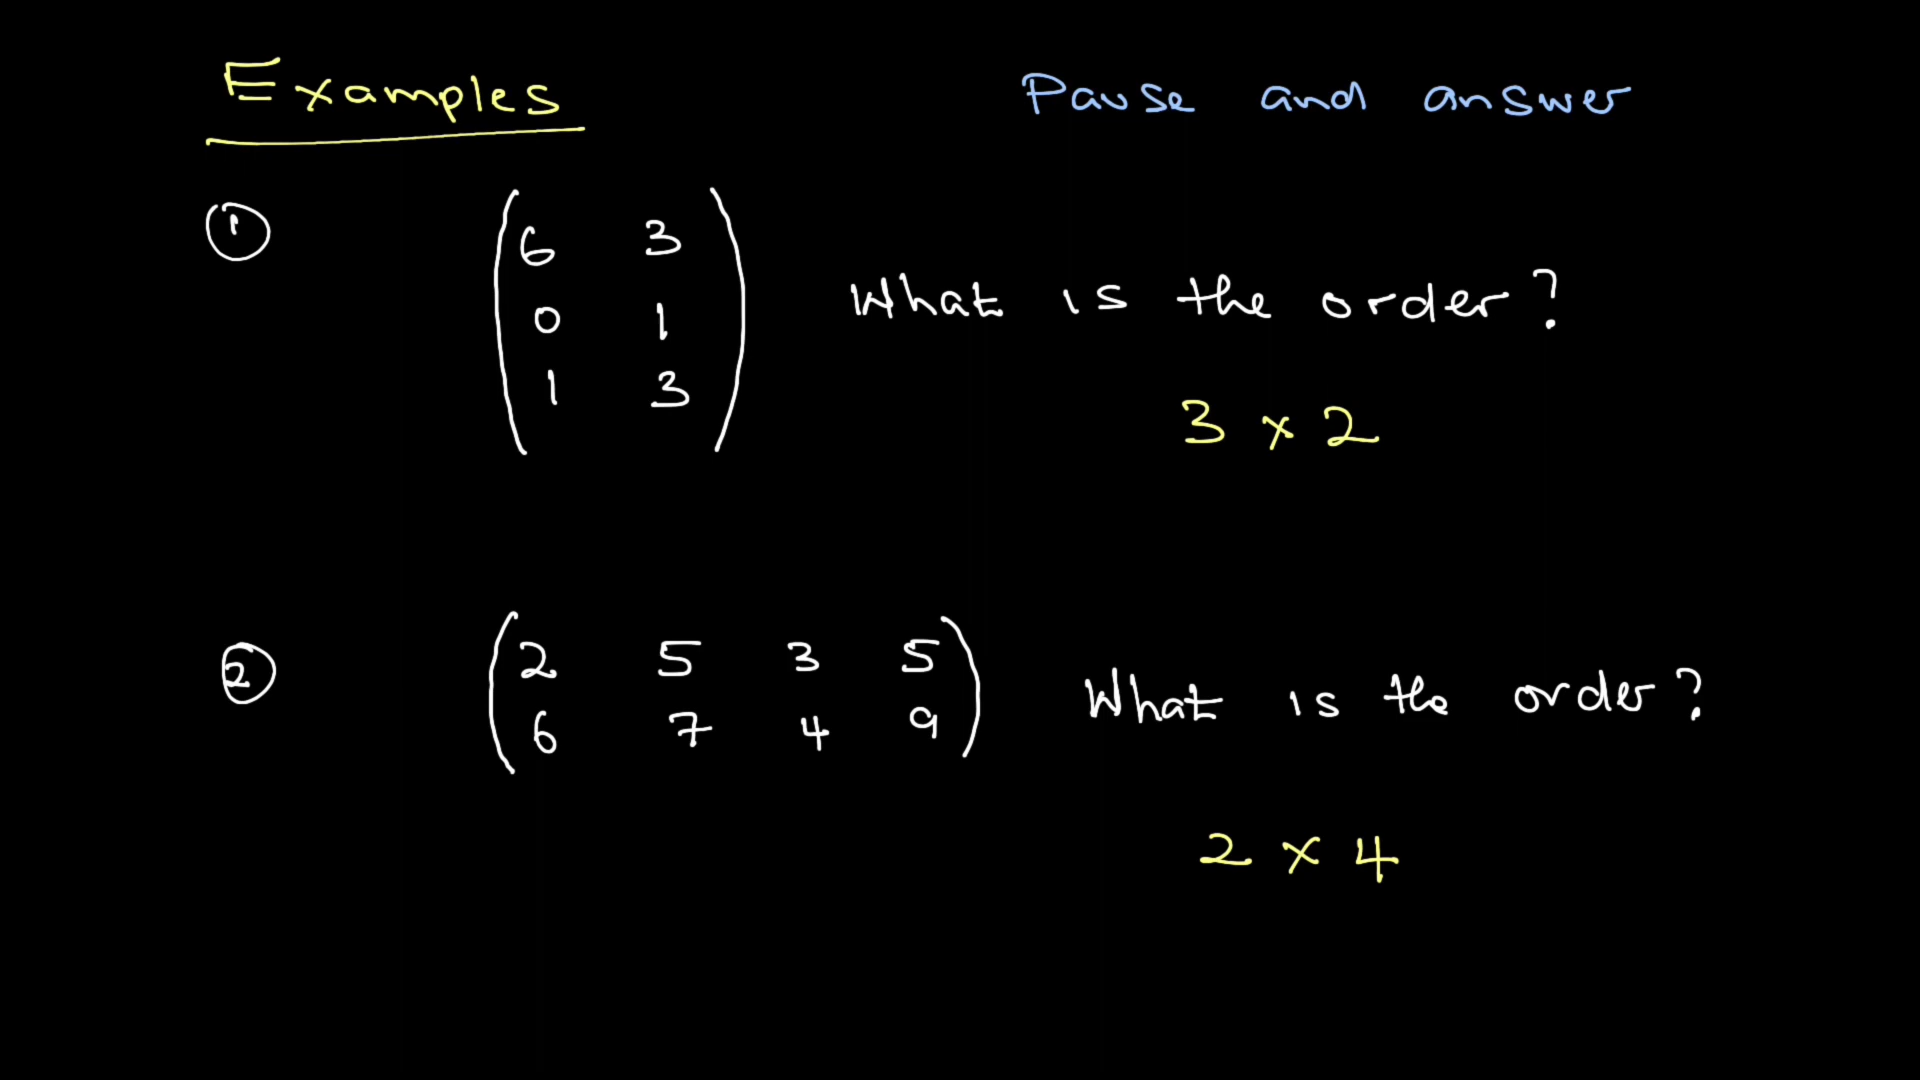 Examples
Pause and answer
1
6 3
0 1
1 3
What is the order?
3 × 2
2
2 5 3 5
6 7 4 9
What is the order?
2 × 4